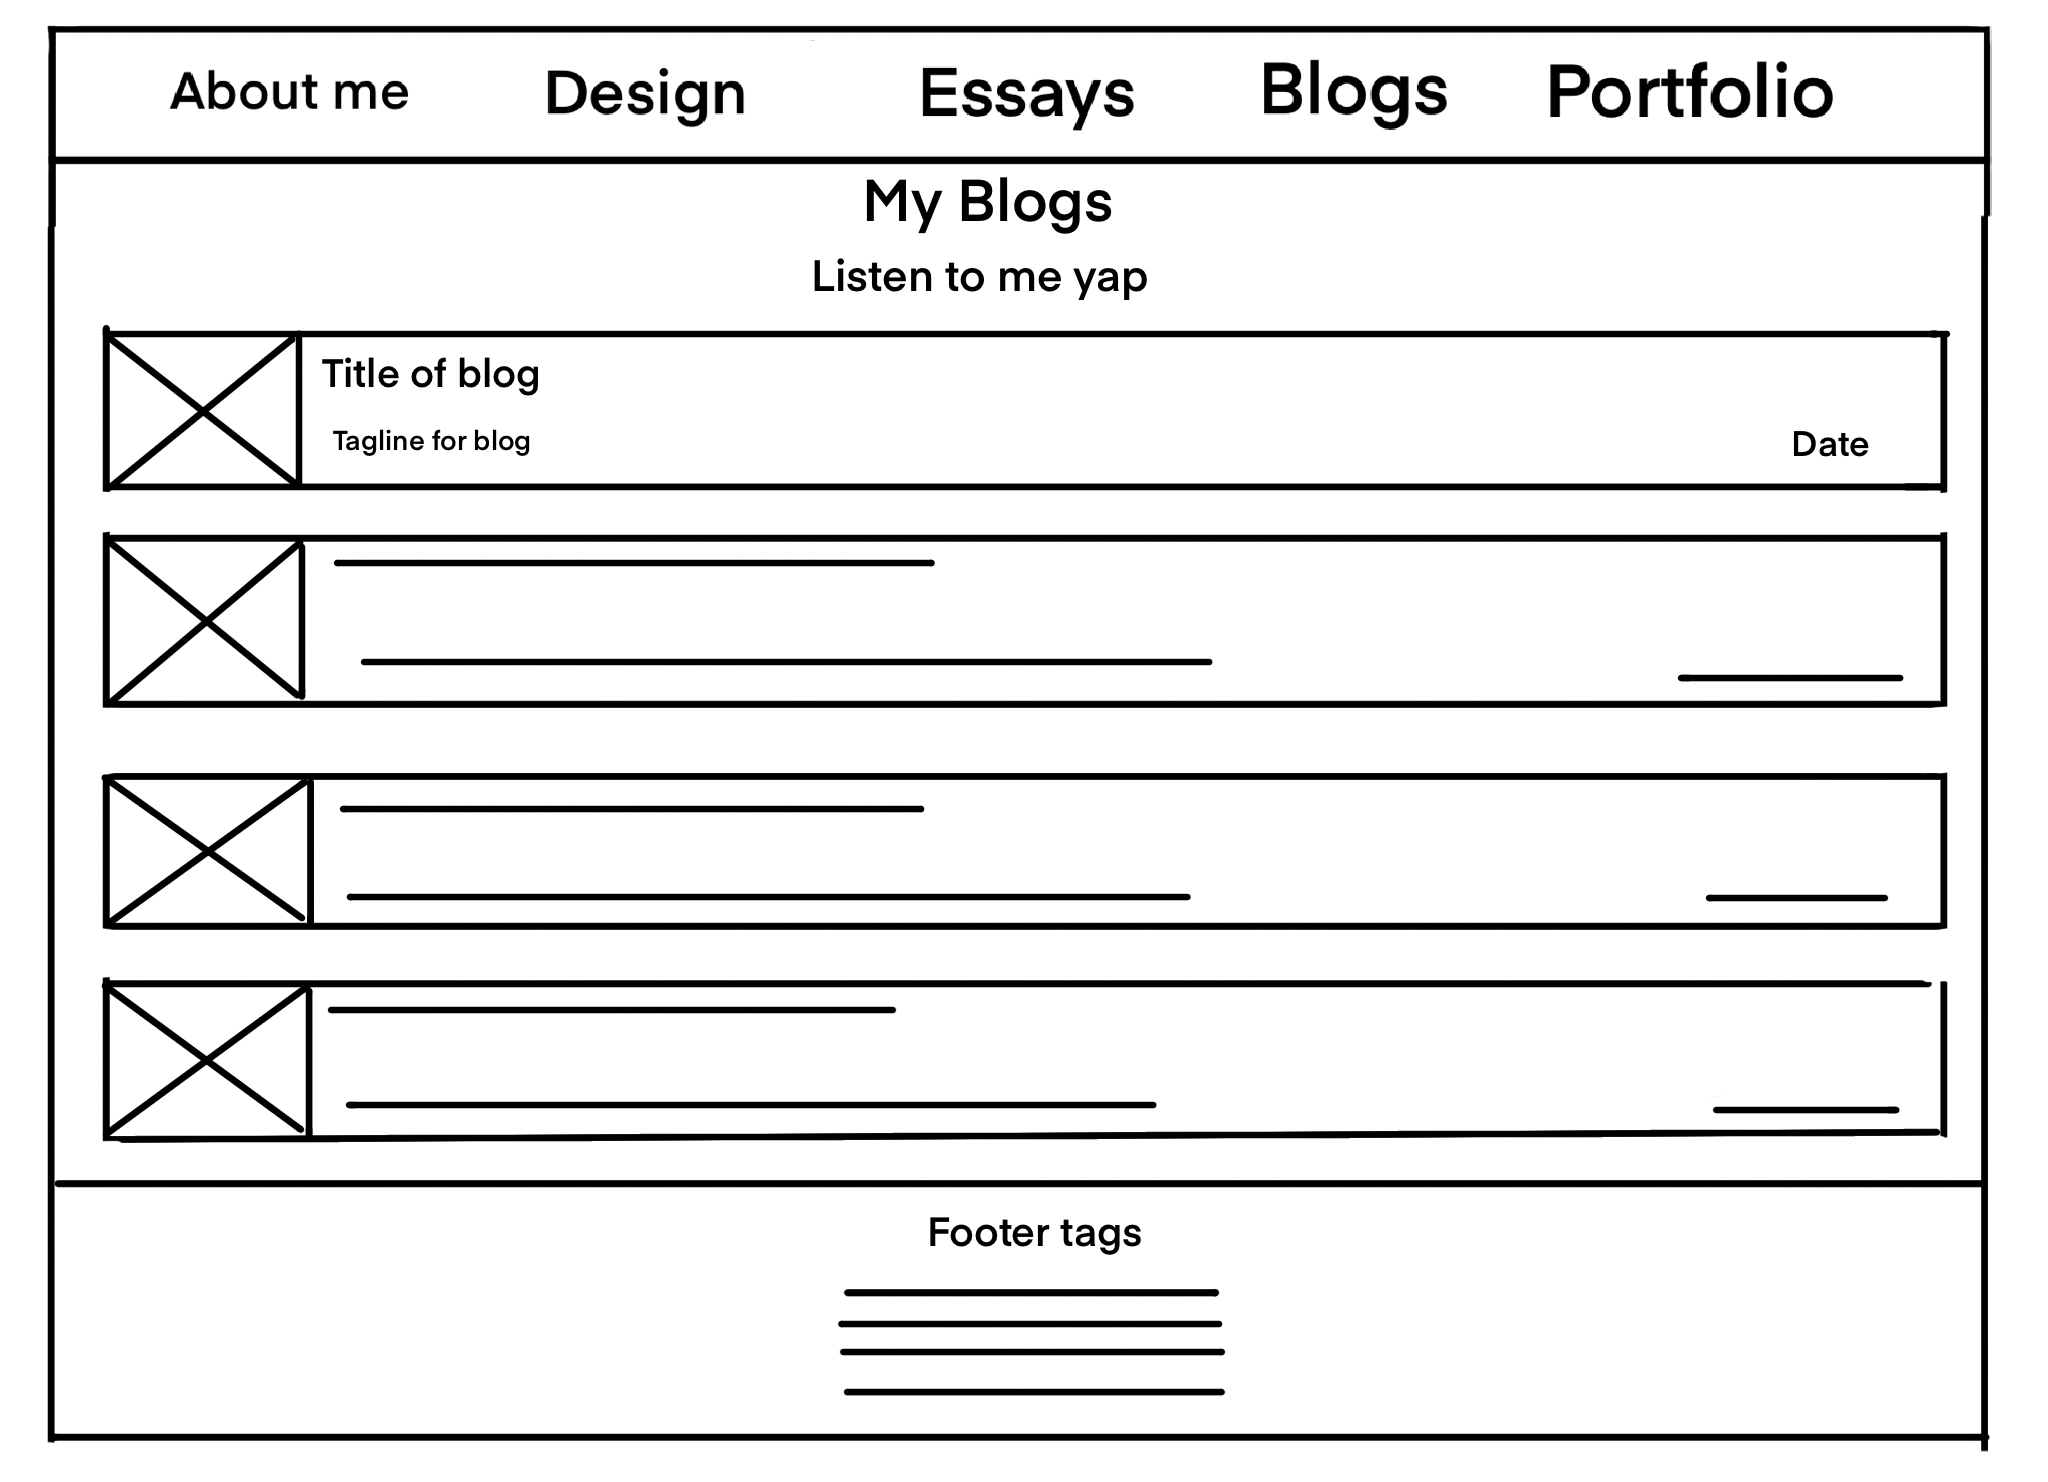 About me Design Essays Blogs Portfolio
My Blogs
Listen to me yap
Title of blog
Tagline for blog
Date
Footer tags